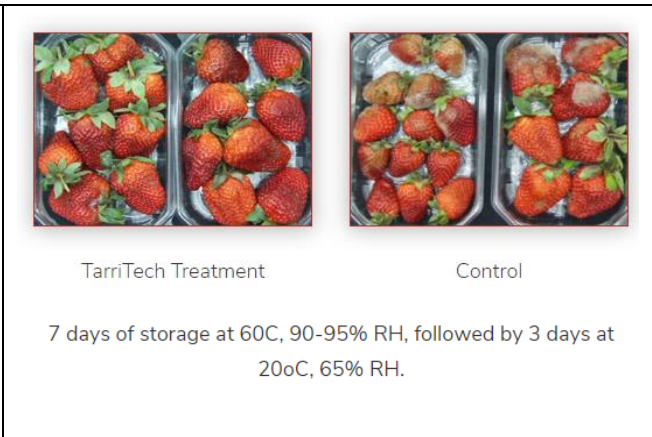 TarriTech Treatment
Control
7 days of storage at 60C, 90-95% RH, followed by 3 days at
20oC, 65% RH.